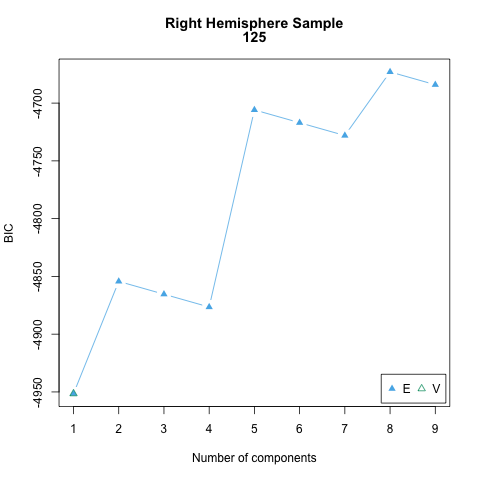 Right Hemisphere Sample
125
BIC
-4700
-4750
-4800
-4850
-4900
-4950
1 2 3 4 5 6 7 8 9
Number of components
E V